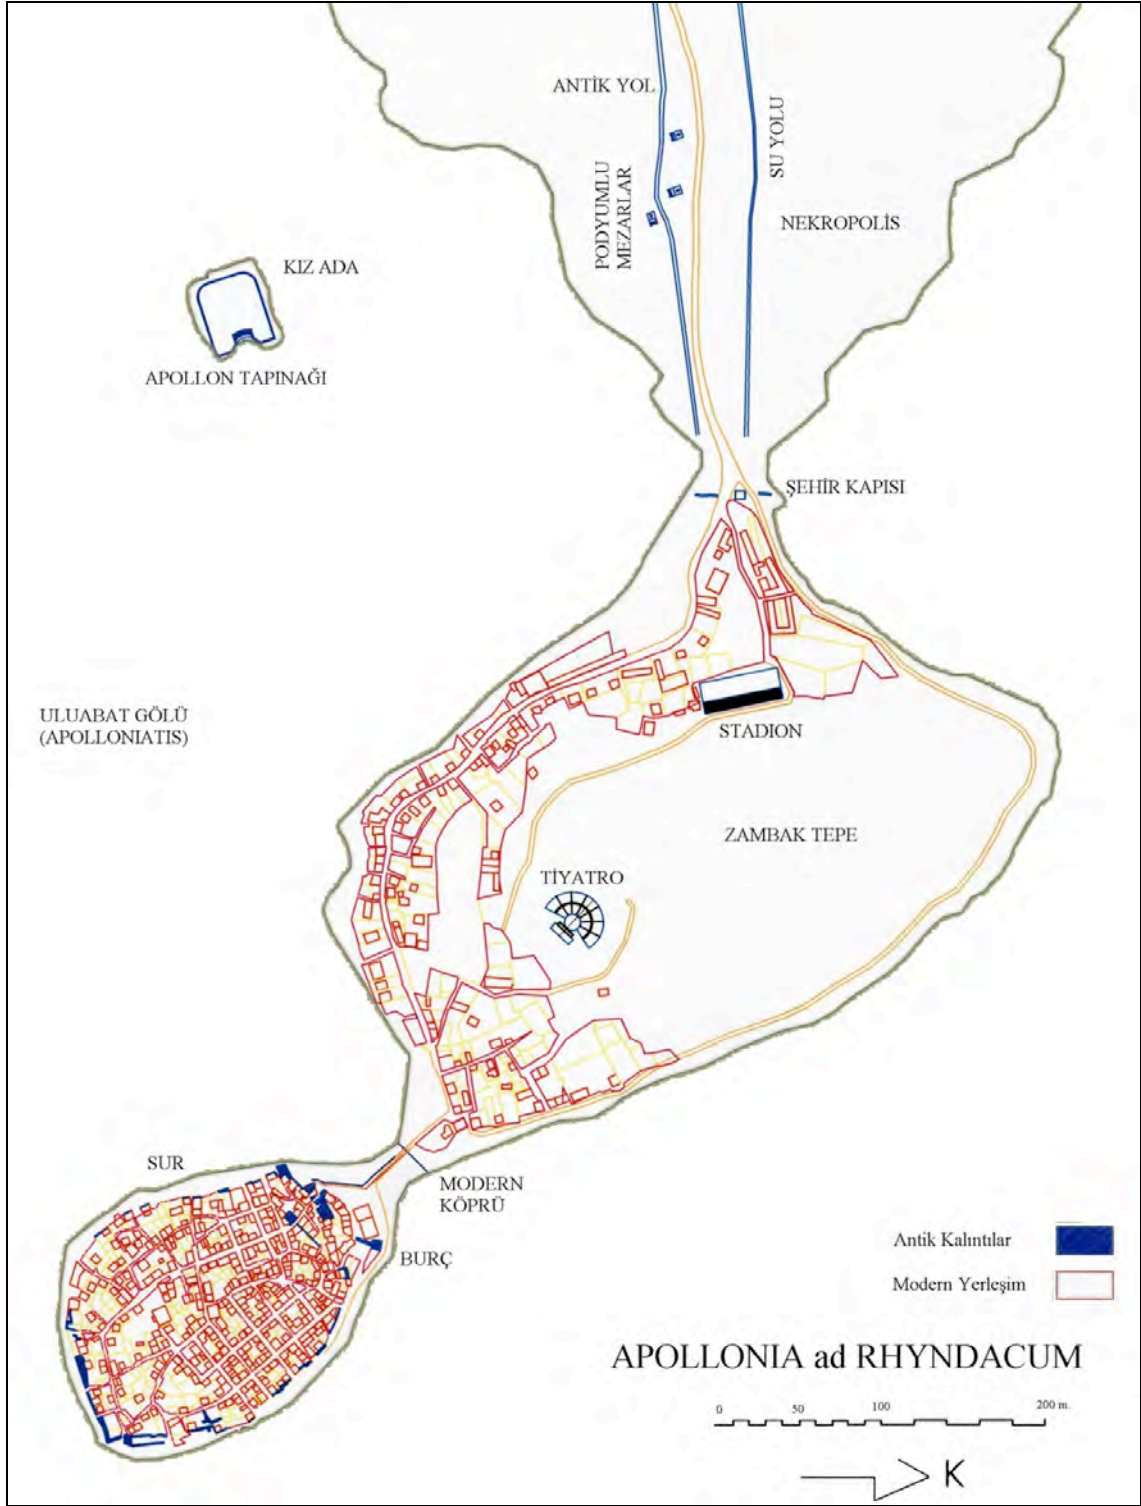 ANTİK YOL
SU YOLU
PODYUMLU
MEZARLAR
NEKROPOLİS
KIZ ADA
APOLLON TAPINAĞI
ŞEHİR KAPISI
ULUABAT GÖLÜ
(APOLLONIATIS)
STADION
ZAMBAK TEPE
TİYATRO
SUR
MODERN
KÖPRÜ
BURÇ
Antik Kalıntılar
Modern Yerleşim
APOLLONIA ad RHYNDACUM
0 50 100 200 m.
K